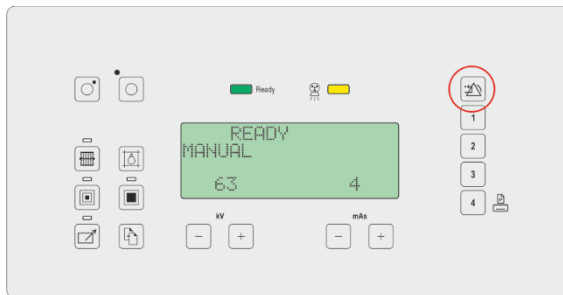 Ready
READY
MANUAL
63 4
kV mAs
- + - +
1
2
3
4